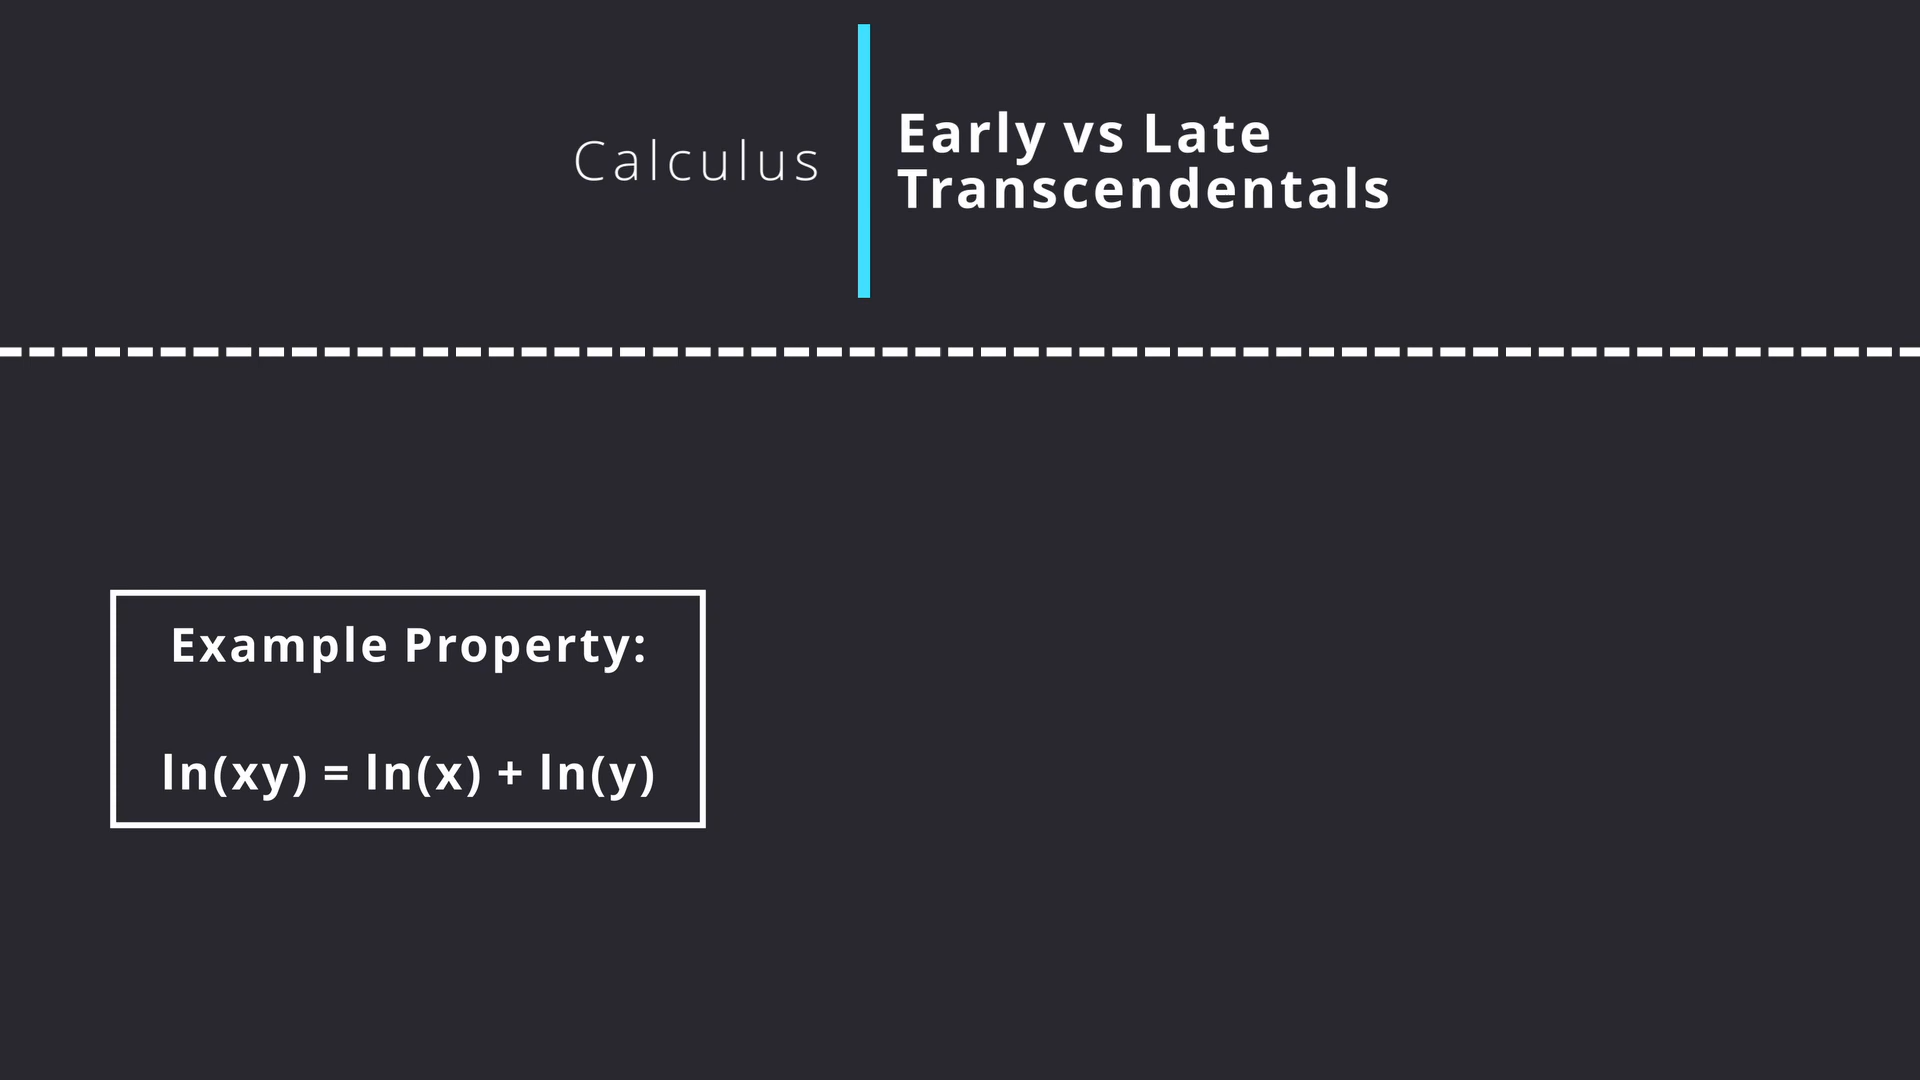 Calculus
Early vs Late
Transcendentals
Example Property:
ln(xy) = ln(x) + ln(y)